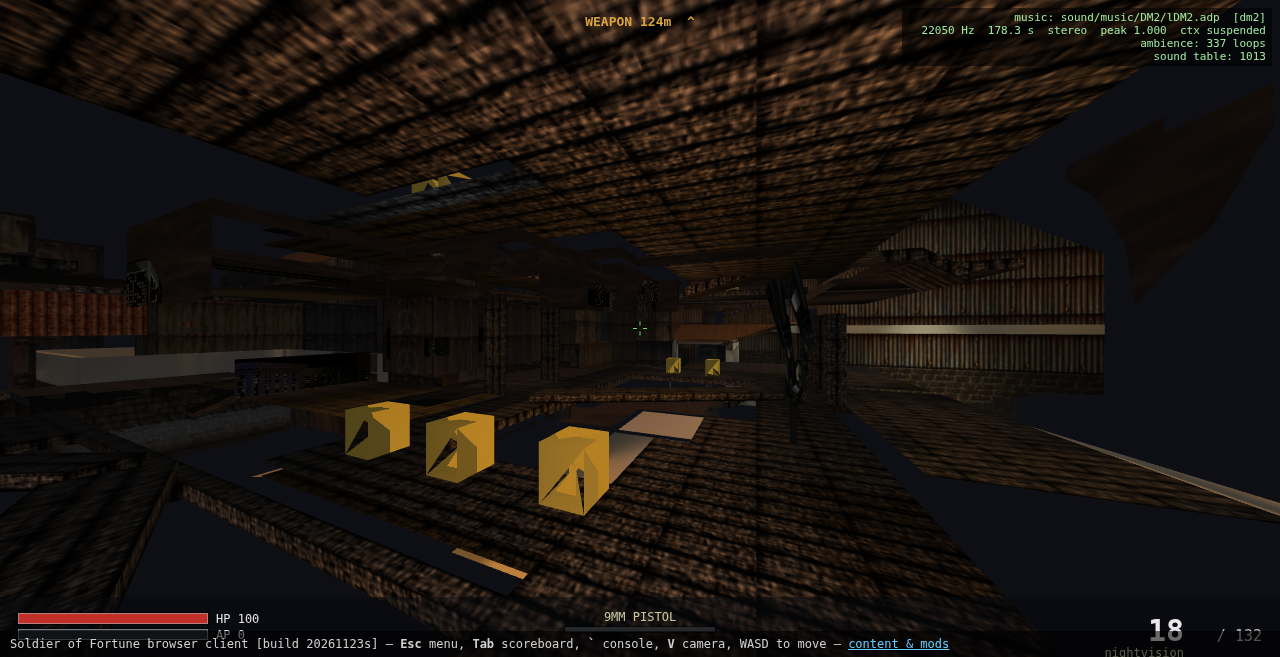 WEAPON 124m ^
music: sound/music/DM2/lDM2.adp [dm2]
22050 Hz 178.3 s stereo peak 1.000 ctx suspended
ambience: 337 loops
sound table: 1013
HP 100
AP 0
9MM PISTOL
18 / 132
nightvision
Soldier of Fortune browser client [build 20261123s] — Esc menu, Tab scoreboard, ` console, V camera, WASD to move — content & mods